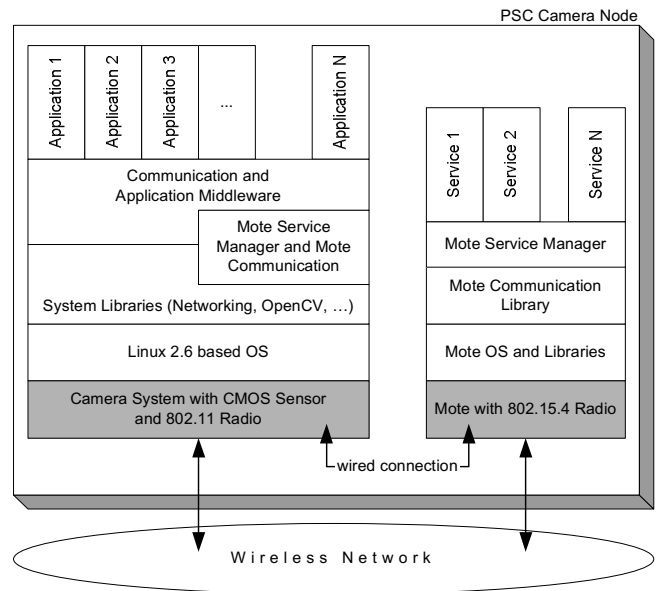 PSC Camera Node
Application 1
Application 2
Application 3
...
Application N
Communication and
Application Middleware
Mote Service
Manager and Mote
Communication
System Libraries (Networking, OpenCV, …)
Linux 2.6 based OS
Camera System with CMOS Sensor
and 802.11 Radio
Service 1
Service 2
Service N
Mote Service Manager
Mote Communication
Library
Mote OS and Libraries
Mote with 802.15.4 Radio
wired connection
Wireless Network